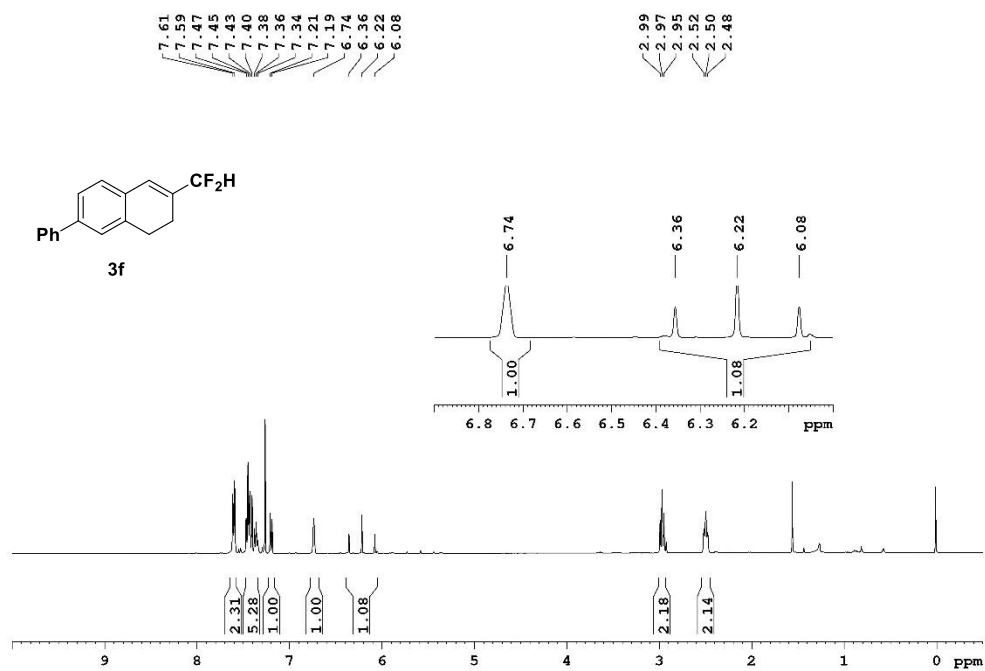 7.61 7.59 7.47 7.45 7.43 7.40 7.38 7.36 7.34 7.21 7.19 6.74 6.36 6.22 6.08 2.99 2.97 2.95 2.52 2.50 2.48
CF2H
Ph
3f
6.74 6.36 6.22 6.08
1.00 1.08
6.8 6.7 6.6 6.5 6.4 6.3 6.2 ppm
2.31 5.28 1.00 1.00 1.08 2.18 2.14
9 8 7 6 5 4 3 2 1 0 ppm